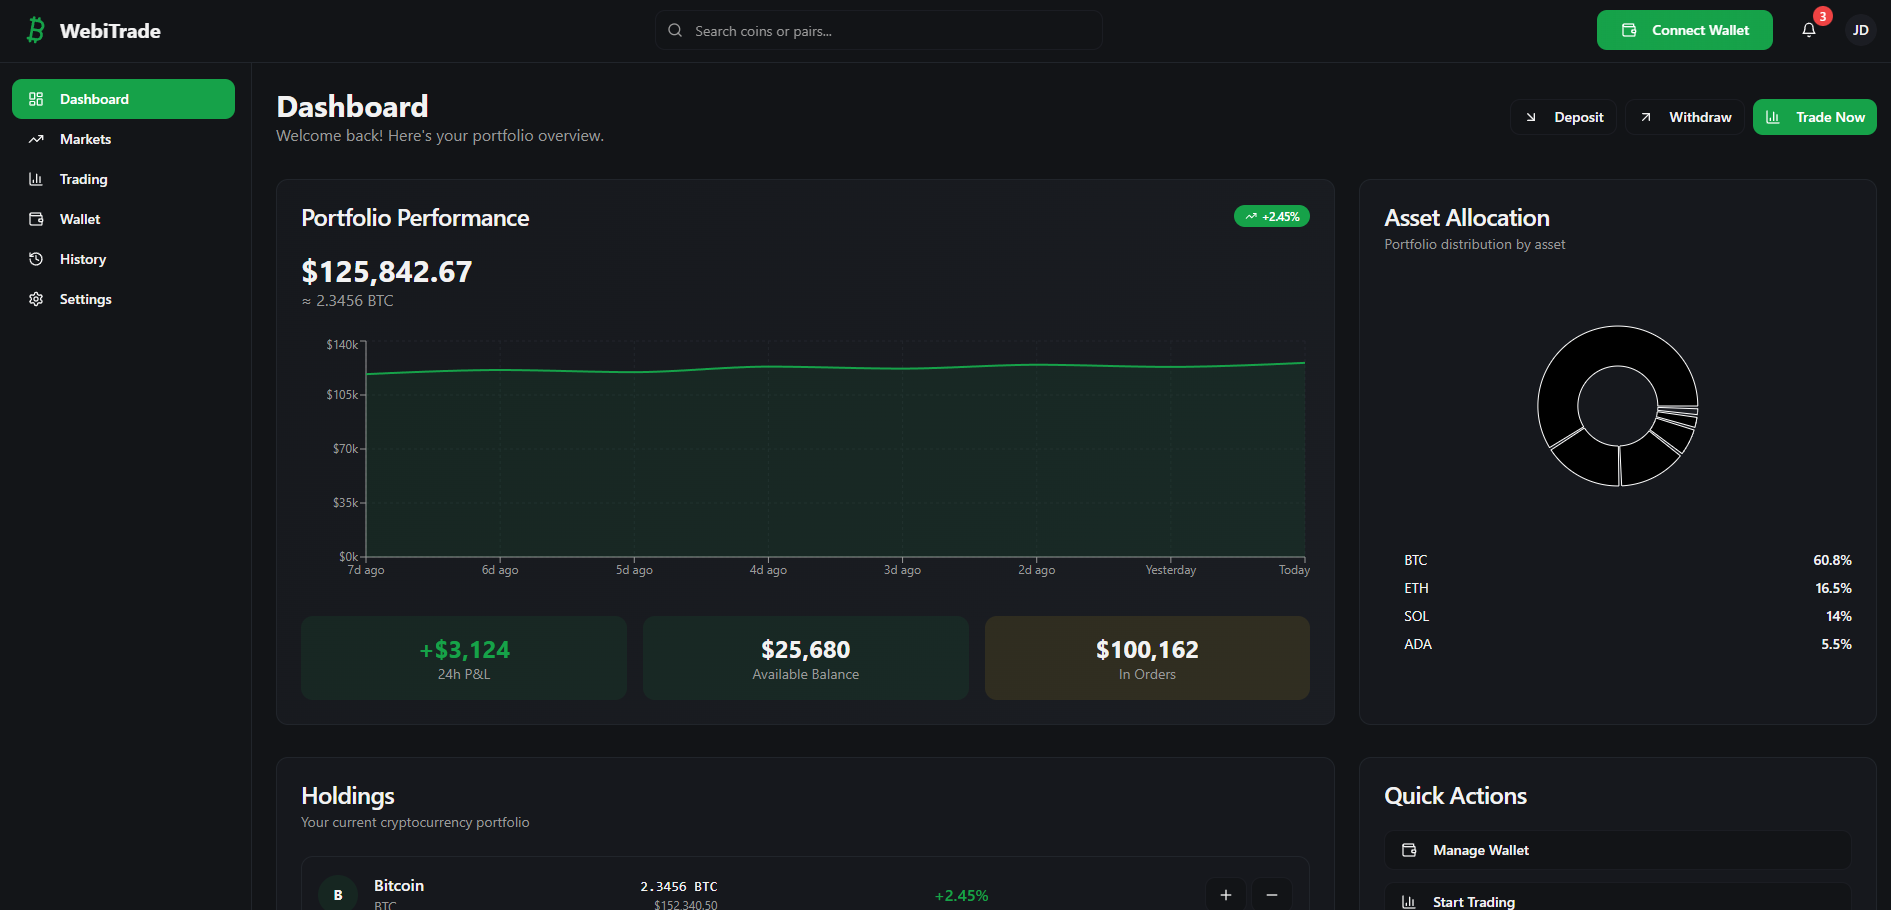 WebiTrade
Search coins or pairs...
Connect Wallet
3
JD
Dashboard
Markets
Trading
Wallet
History
Settings
Dashboard
Welcome back! Here's your portfolio overview.
Deposit
Withdraw
Trade Now
Portfolio Performance
+2.45%
$125,842.67
≈ 2.3456 BTC
$140k
$105k
$70k
$35k
$0k
7d ago
6d ago
5d ago
4d ago
3d ago
2d ago
Yesterday
Today
+$3,124
24h P&L
$25,680
Available Balance
$100,162
In Orders
Asset Allocation
Portfolio distribution by asset
BTC 60.8%
ETH 16.5%
SOL 14%
ADA 5.5%
Holdings
Your current cryptocurrency portfolio
B
Bitcoin
BTC
2.3456 BTC
$152,340.50
+2.45%
Quick Actions
Manage Wallet
Start Trading